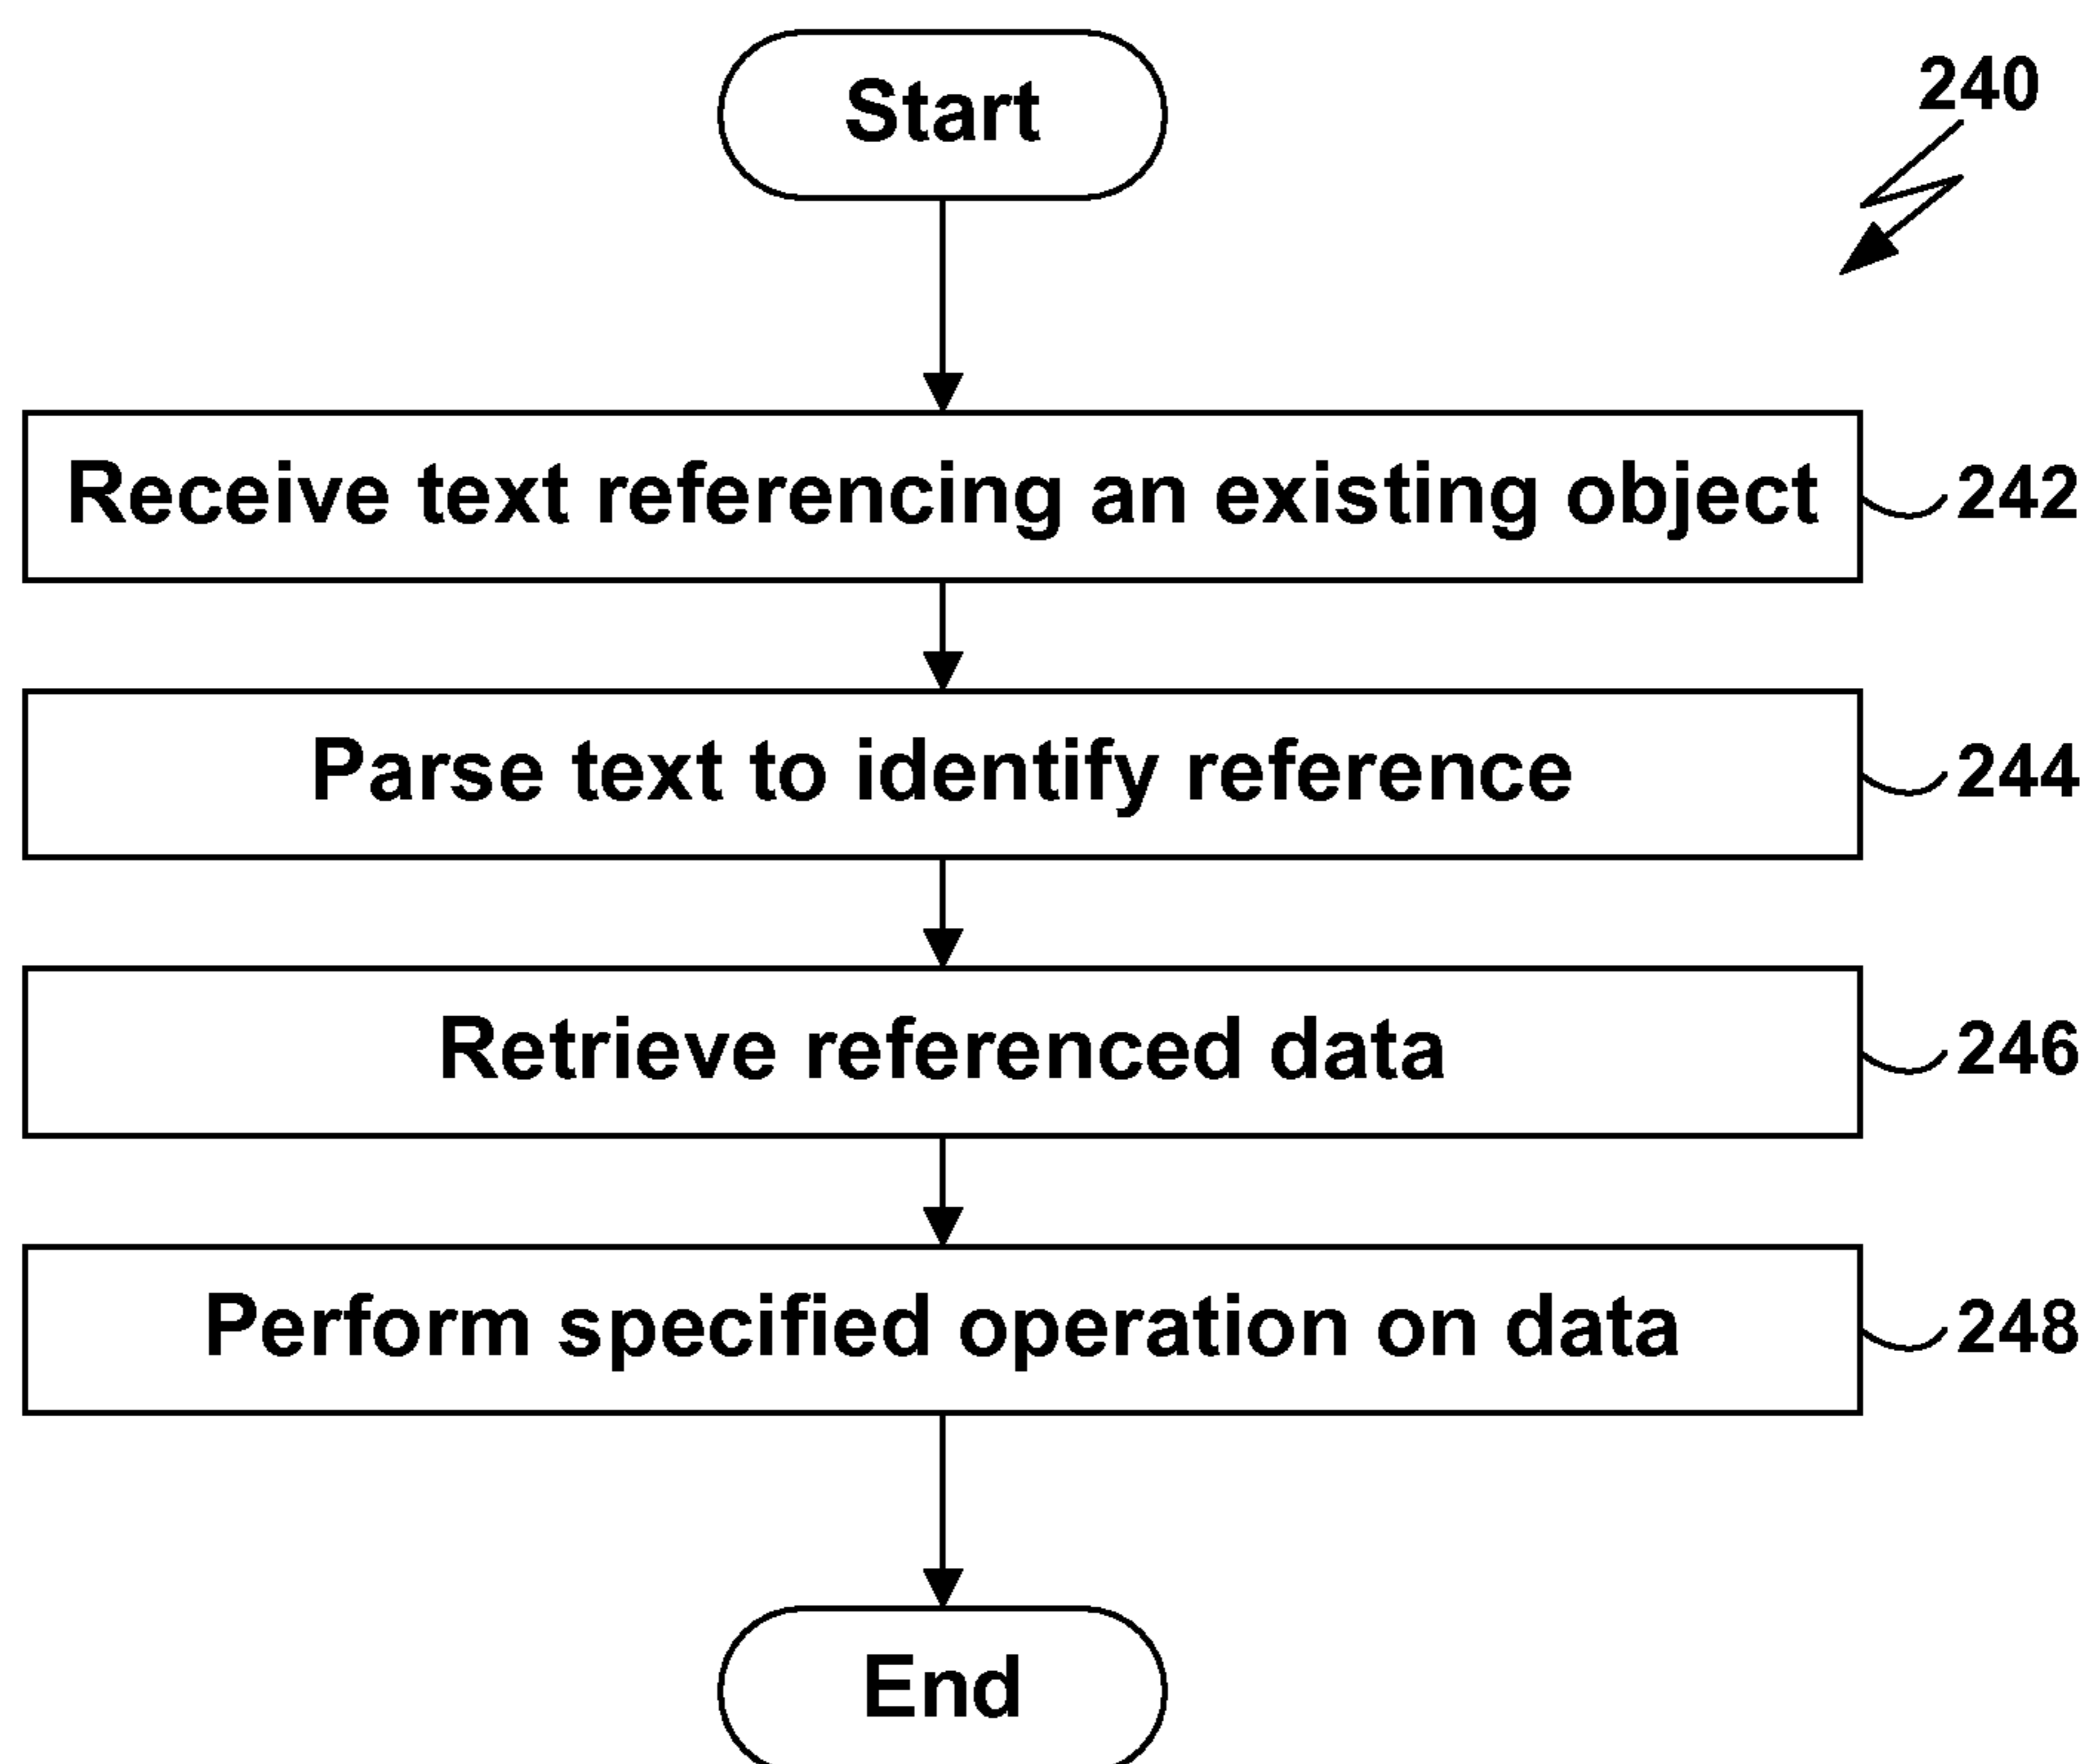 Start
240
Receive text referencing an existing object
242
Parse text to identify reference
244
Retrieve referenced data
246
Perform specified operation on data
248
End